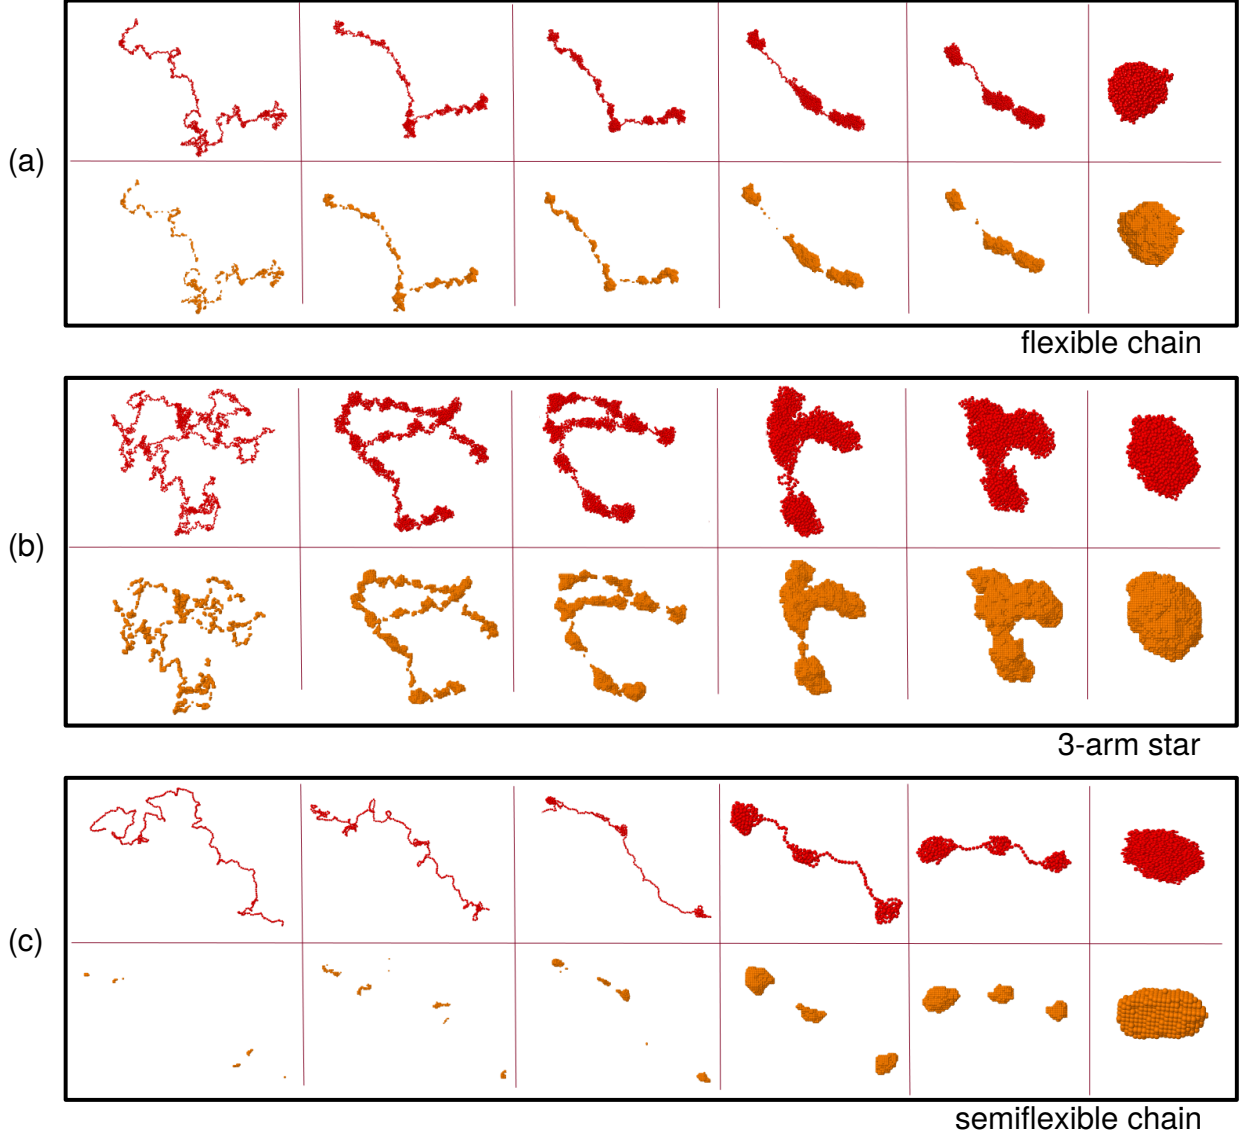 (a)
flexible chain
(b)
3-arm star
(c)
semiflexible chain